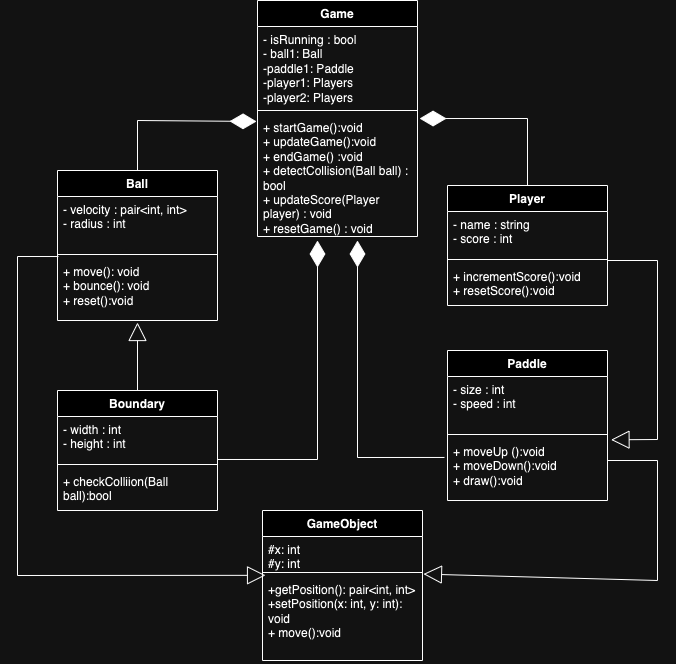 Game
- isRunning : bool
- ball1: Ball
-paddle1: Paddle
-player1: Players
-player2: Players
+ startGame():void
+ updateGame():void
+ endGame() :void
+ detectCollision(Ball ball) :
bool
+ updateScore(Player
player) : void
+ resetGame() : void
Ball
- velocity : pair<int, int>
- radius : int
+ move(): void
+ bounce(): void
+ reset():void
Player
- name : string
- score : int
+ incrementScore():void
+ resetScore():void
Boundary
- width : int
- height : int
+ checkColliion(Ball
ball):bool
Paddle
- size : int
- speed : int
+ moveUp ():void
+ moveDown():void
+ draw():void
GameObject
#x: int
#y: int
+getPosition(): pair<int, int>
+setPosition(x: int, y: int):
void
+ move():void